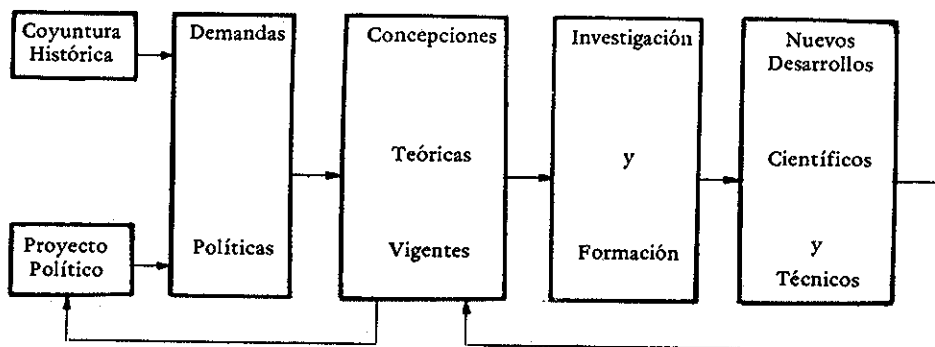 Coyuntura
Histórica
Proyecto
Político
Demandas
Políticas
Concepciones
Teóricas
Vigentes
Investigación
y
Formación
Nuevos
Desarrollos
Científicos
y
Técnicos